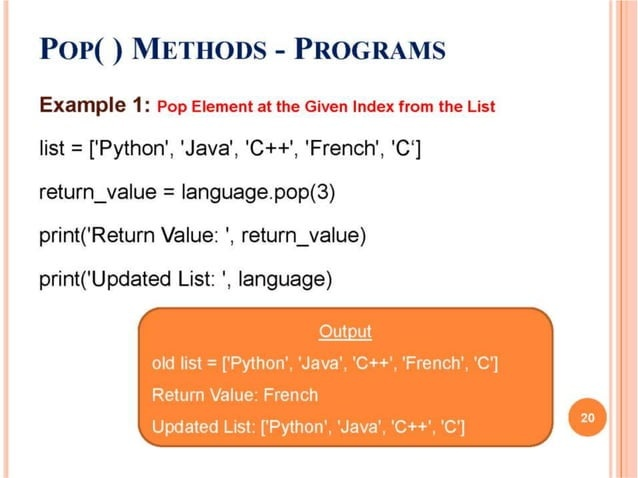 POP( ) METHODS - PROGRAMS
Example 1: Pop Element at the Given Index from the List
list = ['Python', 'Java', 'C++', 'French', 'C‘]
return_value = language.pop(3)
print('Return Value: ', return_value)
print('Updated List: ', language)
Output
old list = ['Python', 'Java', 'C++', 'French', 'C']
Return Value: French
Updated List: ['Python', 'Java', 'C++', 'C']
20